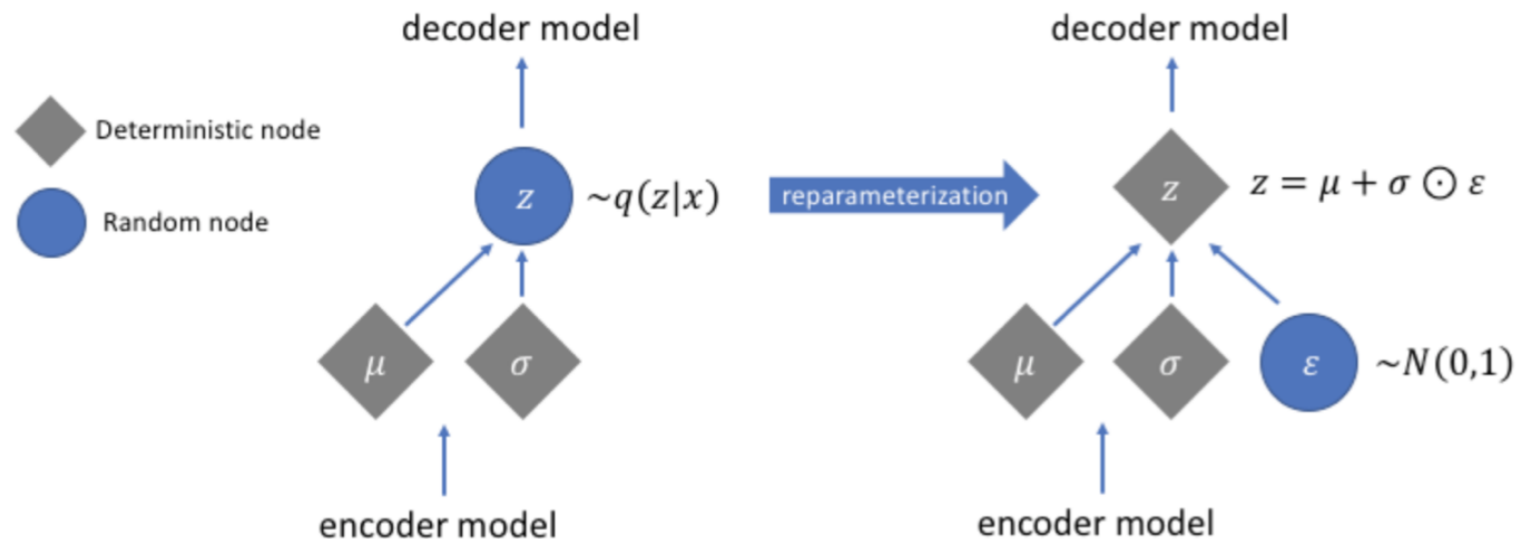 decoder model
Deterministic node
Random node
z ~q(z|x)
μ σ
encoder model
reparameterization
decoder model
z z = μ + σ ⊙ ε
μ σ ε ~N(0,1)
encoder model